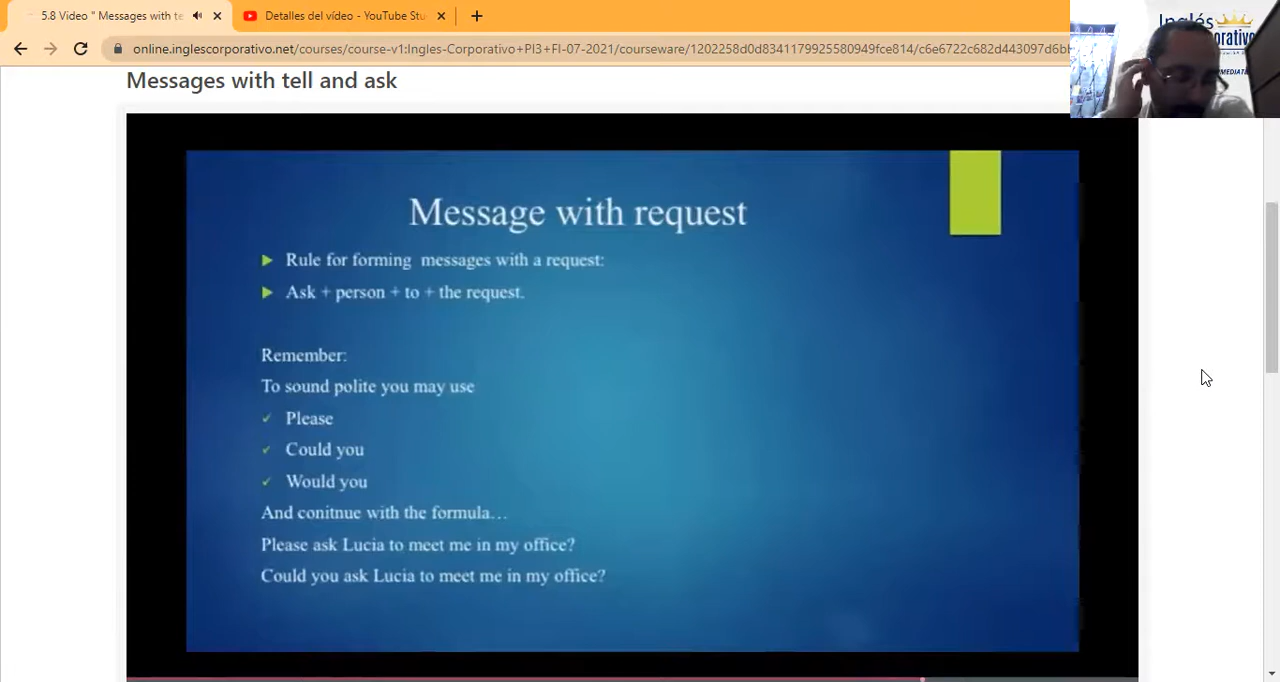 5.8 Video " Messages with te
Detalles del vídeo - YouTube Stu
online.inglescorporativo.net/courses/course-v1:Ingles-Corporativo+PI3+FI-07-2021/courseware/1202258d0d8341179925580949fce814/c6e6722c682d443097d6b
Inglés
orporativo
MMEDIATE
Messages with tell and ask
Message with request
Rule for forming messages with a request:
Ask + person + to + the request.
Remember:
To sound polite you may use
✓ Please
✓ Could you
✓ Would you
And conitnue with the formula…
Please ask Lucia to meet me in my office?
Could you ask Lucia to meet me in my office?